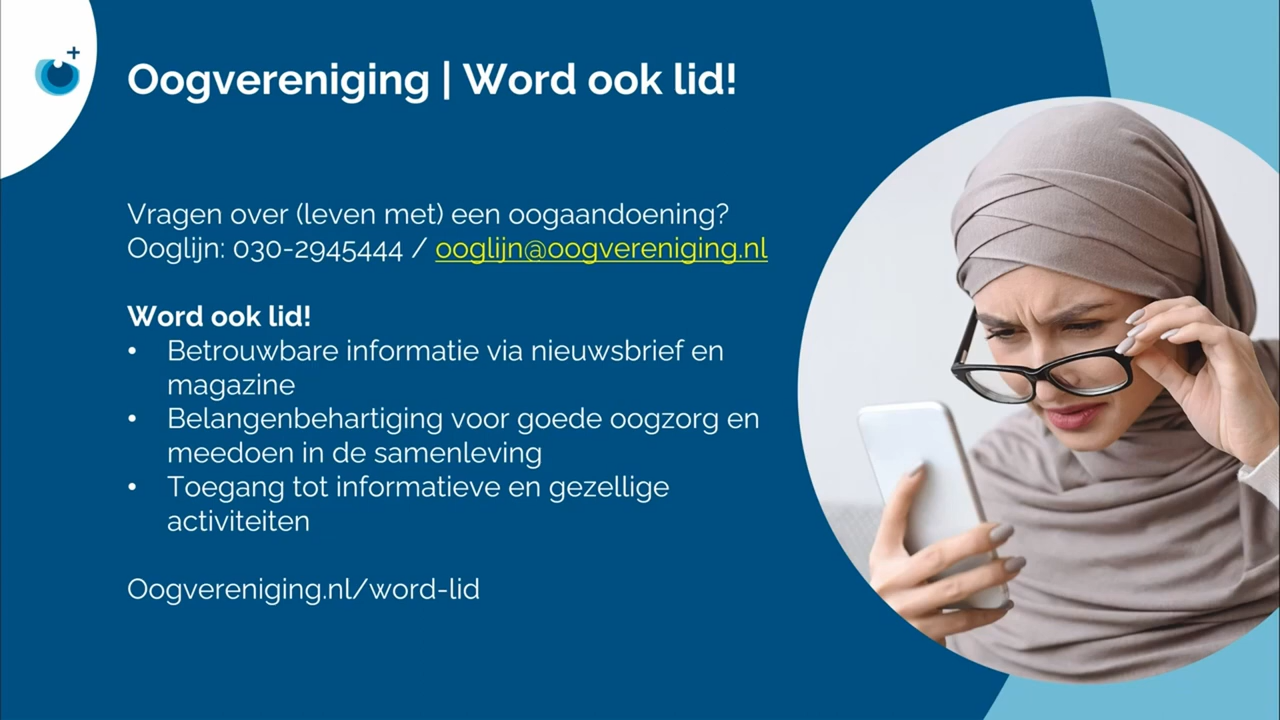 Oogvereniging | Word ook lid!
Vragen over (leven met) een oogaandoening?
Ooglijn: 030-2945444 / ooglijn@oogvereniging.nl
Word ook lid!
• Betrouwbare informatie via nieuwsbrief en
magazine
• Belangenbehartiging voor goede oogzorg en
meedoen in de samenleving
• Toegang tot informatieve en gezellige
activiteiten
Oogvereniging.nl/word-lid